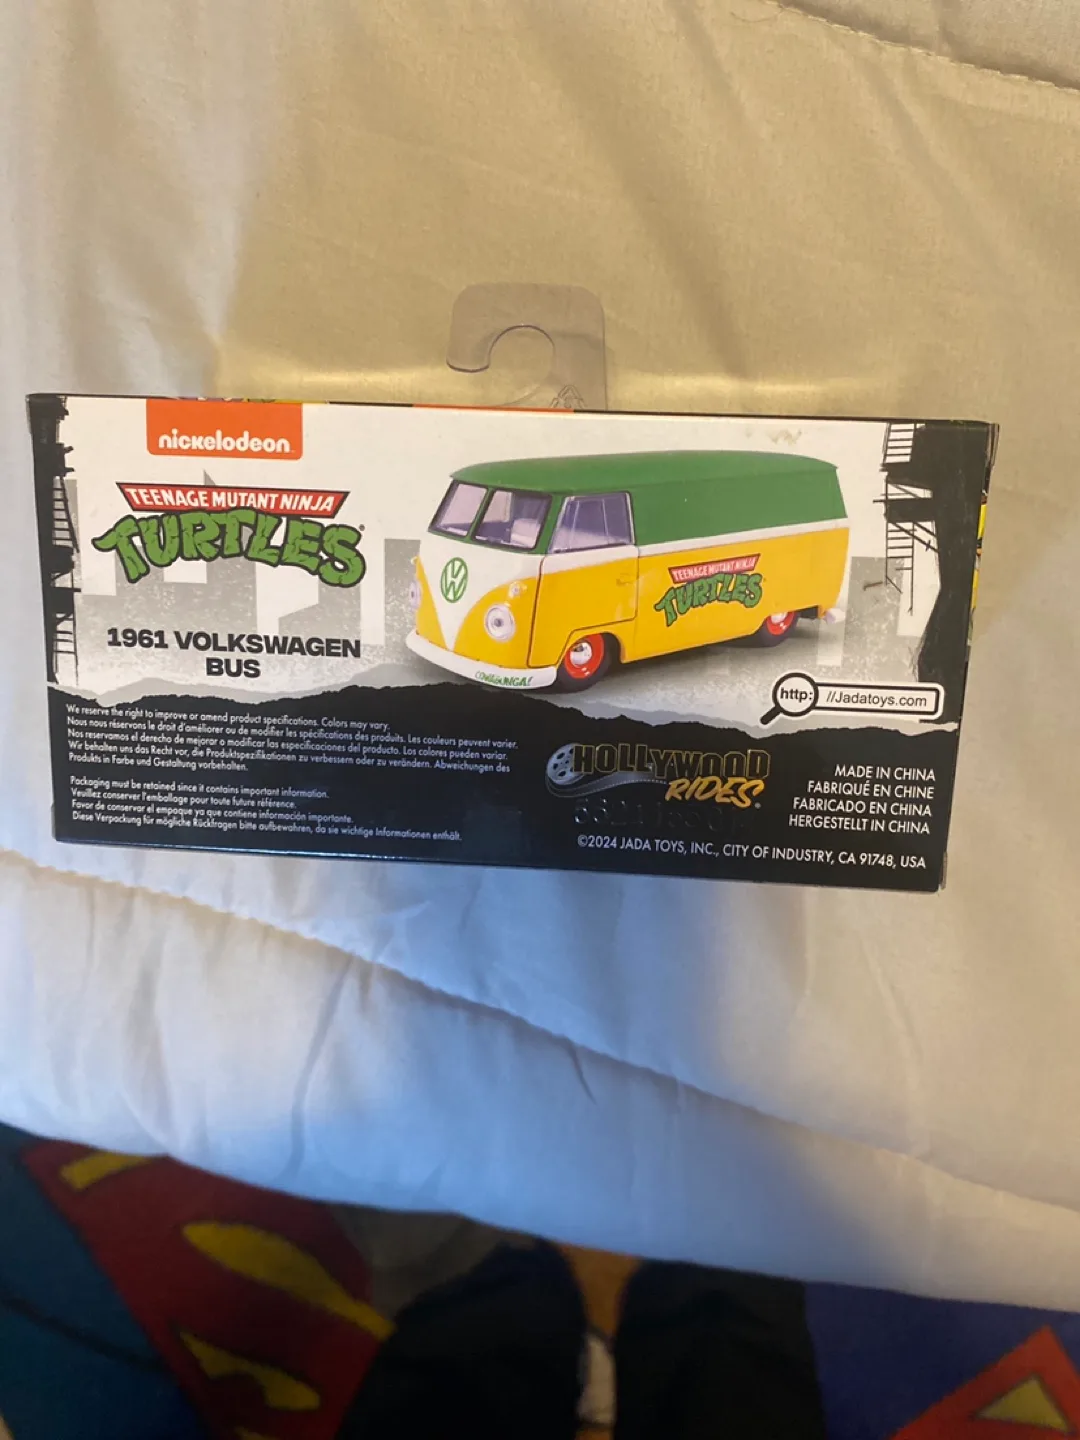 nickelodeon
TEENAGE MUTANT NINJA
TURTLES
1961 VOLKSWAGEN
BUS
TEENAGE MUTANT NINJA
TURTLES
COWABUNGA!
http: //Jadatoys.com
We reserve the right to improve or amend product specifications. Colors may vary.
Nous nous réservons le droit d'améliorer ou de modifier les spécifications des produits. Les couleurs peuvent varier.
Nos reservamos el derecho de mejorar o modificar las especificaciones del producto. Los colores pueden variar.
Wir behalten uns das Recht vor, die Produktspezifikationen zu verbessern oder zu verändern. Abweichungen des
Produkts in Farbe und Gestaltung vorbehalten.
Packaging must be retained since it contains important information.
Veuillez conserver l'emballage pour toute future référence.
Favor de conservar el empaque ya que contiene información importante.
Diese Verpackung für mögliche Rückfragen bitte aufbewahren, da sie wichtige Informationen enthält.
HOLLYWOOD
RIDES®
MADE IN CHINA
FABRIQUÉ EN CHINE
FABRICADO EN CHINA
HERGESTELLT IN CHINA
©2024 JADA TOYS, INC., CITY OF INDUSTRY, CA 91748, USA